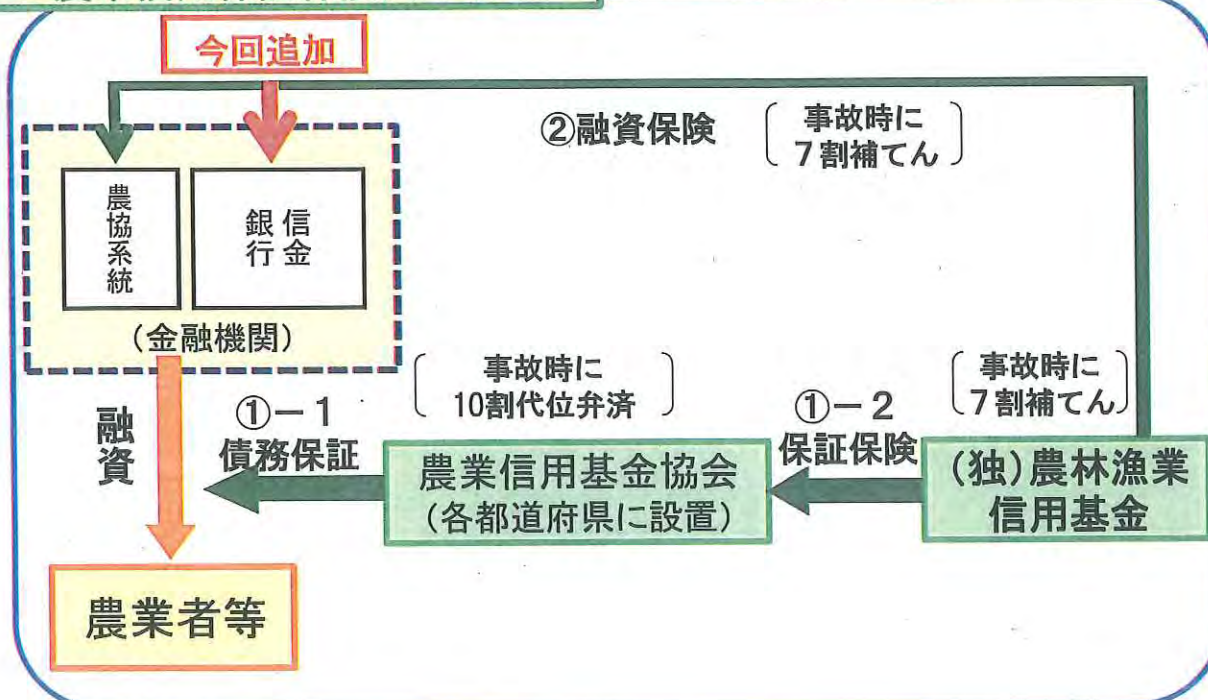 今回追加
②融資保険
事故時に
7割補てん
農協系統
銀行
信金
(金融機関)
融資
①-1
債務保証
事故時に
10割代位弁済
①-2
保証保険
事故時に
7割補てん
農業信用基金協会
(各都道府県に設置)
(独)農林漁業
信用基金
農業者等